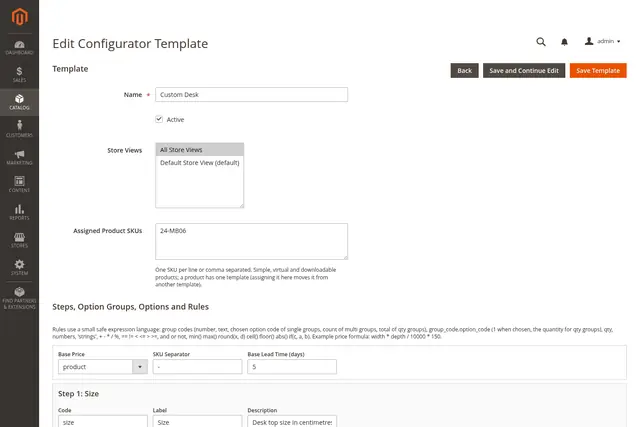 Edit Configurator Template
admin
Template
Back
Save and Continue Edit
Save Template
Name *
Custom Desk
Active
Store Views
All Store Views
Default Store View (default)
Assigned Product SKUs
24-MB06
One SKU per line or comma separated. Simple, virtual and downloadable
products; a product has one template (assigning it here moves it from
another template).
DASHBOARD
SALES
CATALOG
CUSTOMERS
MARKETING
CONTENT
REPORTS
STORES
SYSTEM
FIND PARTNERS
& EXTENSIONS
Steps, Option Groups, Options and Rules
Rules use a small safe expression language: group codes (number, text, chosen option code of single groups, count of multi groups, total of qty groups), group_code.option_code (1 when chosen, the quantity for qty groups), qty,
numbers, 'strings', + - * / %, == != < <= > >=, and or not, min() max() round(x, d) ceil() floor() abs() if(c, a, b). Example price formula: width * depth / 10000 * 150.
Base Price
SKU Separator
Base Lead Time (days)
product
-
5
Step 1: Size
Code
Label
Description
size
Size
Desk top size in centimetres